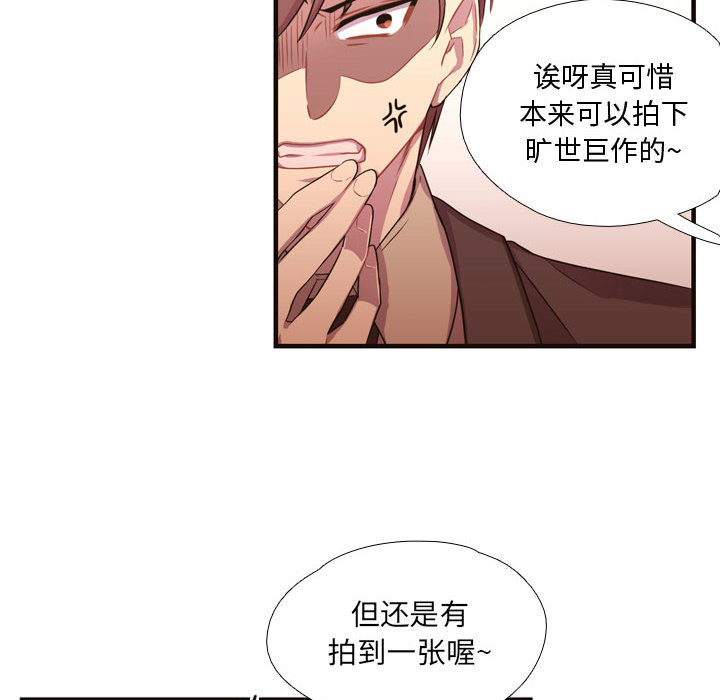 诶呀真可惜
本来可以拍下
旷世巨作的~
但还是有
拍到一张喔~